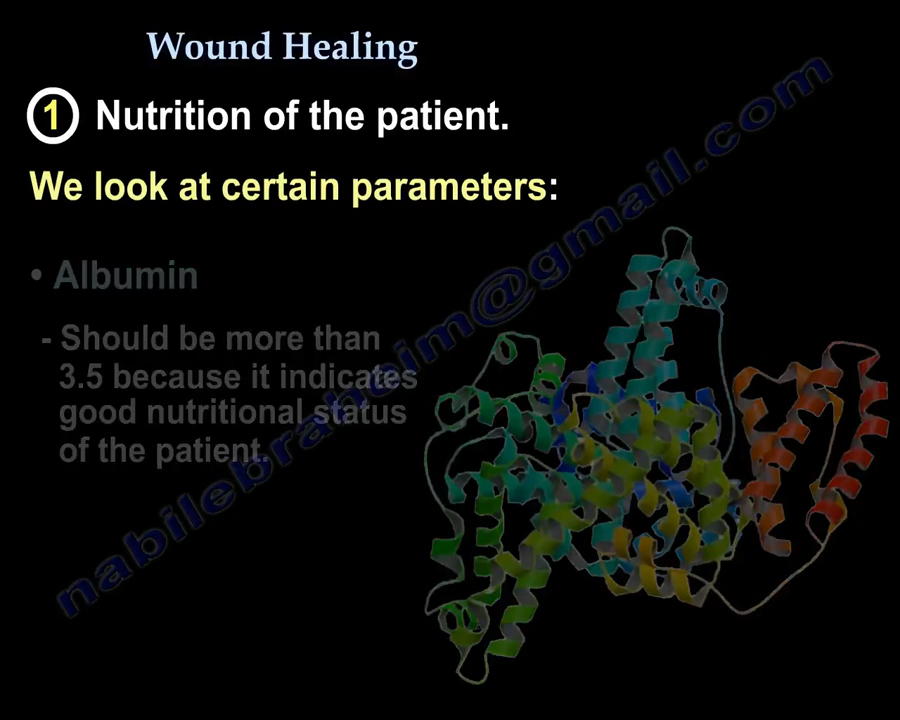 Wound Healing
1 Nutrition of the patient.
We look at certain parameters:
• Albumin
- Should be more than
3.5 because it indicates
good nutritional status
of the patient.
nabilebraheim@gmail.com